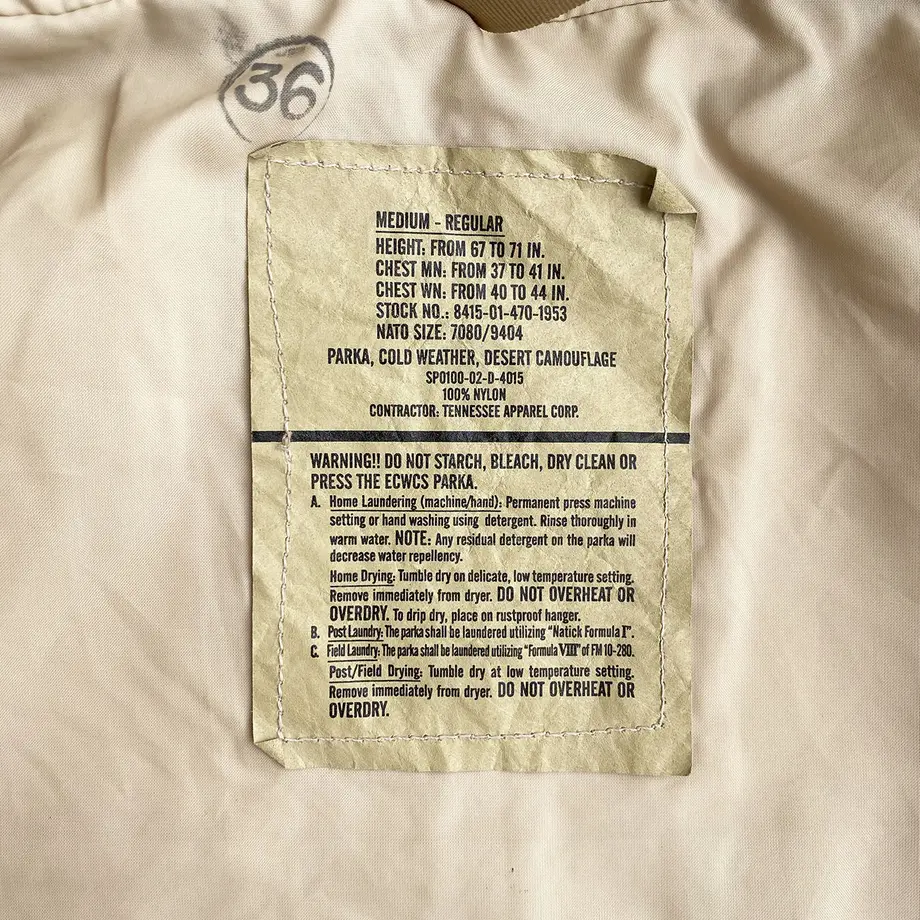 36
MEDIUM - REGULAR
HEIGHT: FROM 67 TO 71 IN.
CHEST MN: FROM 37 TO 41 IN.
CHEST WN: FROM 40 TO 44 IN.
STOCK NO.: 8415-01-470-1953
NATO SIZE: 7080/9404
PARKA, COLD WEATHER, DESERT CAMOUFLAGE
SP0100-02-D-4015
100% NYLON
CONTRACTOR: TENNESSEE APPAREL CORP.
WARNING!! DO NOT STARCH, BLEACH, DRY CLEAN OR
PRESS THE ECWCS PARKA.
A. Home Laundering (machine/hand): Permanent press machine
setting or hand washing using detergent. Rinse thoroughly in
warm water. NOTE: Any residual detergent on the parka will
decrease water repellency.
Home Drying: Tumble dry on delicate, low temperature setting.
Remove immediately from dryer. DO NOT OVERHEAT OR
OVERDRY. To drip dry, place on rustproof hanger.
B. Post Laundry: The parka shall be laundered utilizing "Natick Formula I".
C. Field Laundry: The parka shall be laundered utilizing "Formula VIII" of FM 10-280.
Post/Field Drying: Tumble dry at low temperature setting.
Remove immediately from dryer. DO NOT OVERHEAT OR
OVERDRY.